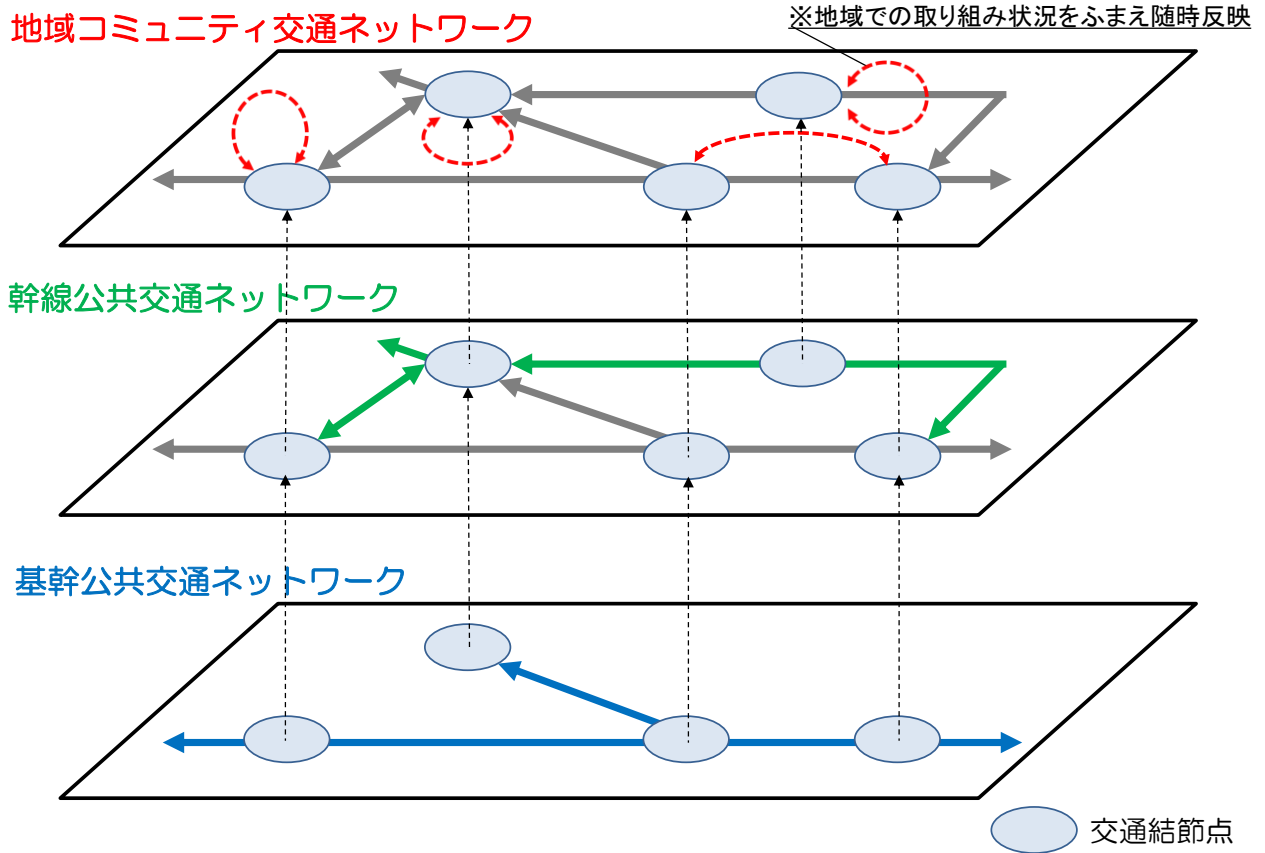 地域コミュニティ交通ネットワーク
※地域での取り組み状況をふまえ随時反映
幹線公共交通ネットワーク
基幹公共交通ネットワーク
交通結節点